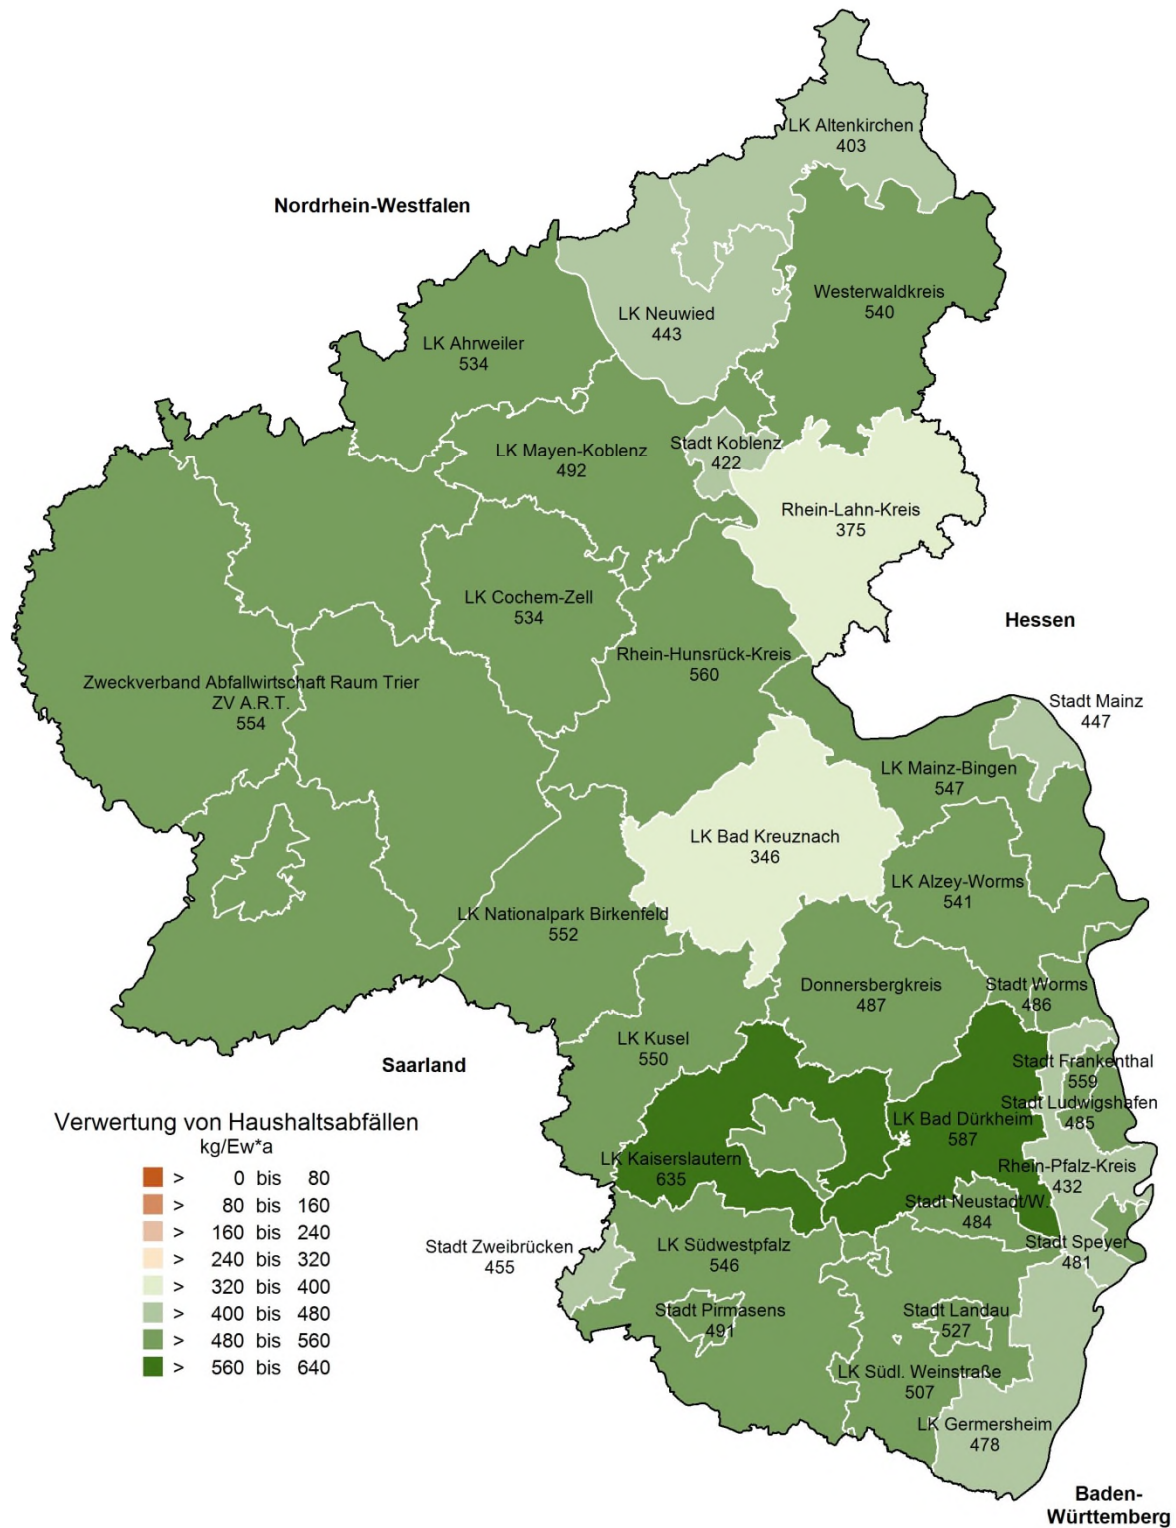 LK Altenkirchen
403
Nordrhein-Westfalen
Westerwaldkreis
540
LK Neuwied
443
LK Ahrweiler
534
Stadt Koblenz
422
LK Mayen-Koblenz
492
Rhein-Lahn-Kreis
375
LK Cochem-Zell
534
Hessen
Rhein-Hunsrück-Kreis
560
Zweckverband Abfallwirtschaft Raum Trier
ZV A.R.T.
554
Stadt Mainz
447
LK Mainz-Bingen
547
LK Bad Kreuznach
346
LK Alzey-Worms
541
LK Nationalpark Birkenfeld
552
Donnersbergkreis
487
Stadt Worms
486
LK Kusel
550
Saarland
Stadt Frankenthal
559
Stadt Ludwigshafen
485
LK Bad Dürkheim
587
LK Kaiserslautern
635
Rhein-Pfalz-Kreis
432
Stadt Neustadt/W.
484
Stadt Speyer
481
Stadt Zweibrücken
455
LK Südwestpfalz
546
Stadt Pirmasens
491
Stadt Landau
527
LK Südl. Weinstraße
507
LK Germersheim
478
Baden-
Württemberg
Verwertung von Haushaltsabfällen
kg/Ew*a
> 0 bis 80
> 80 bis 160
> 160 bis 240
> 240 bis 320
> 320 bis 400
> 400 bis 480
> 480 bis 560
> 560 bis 640